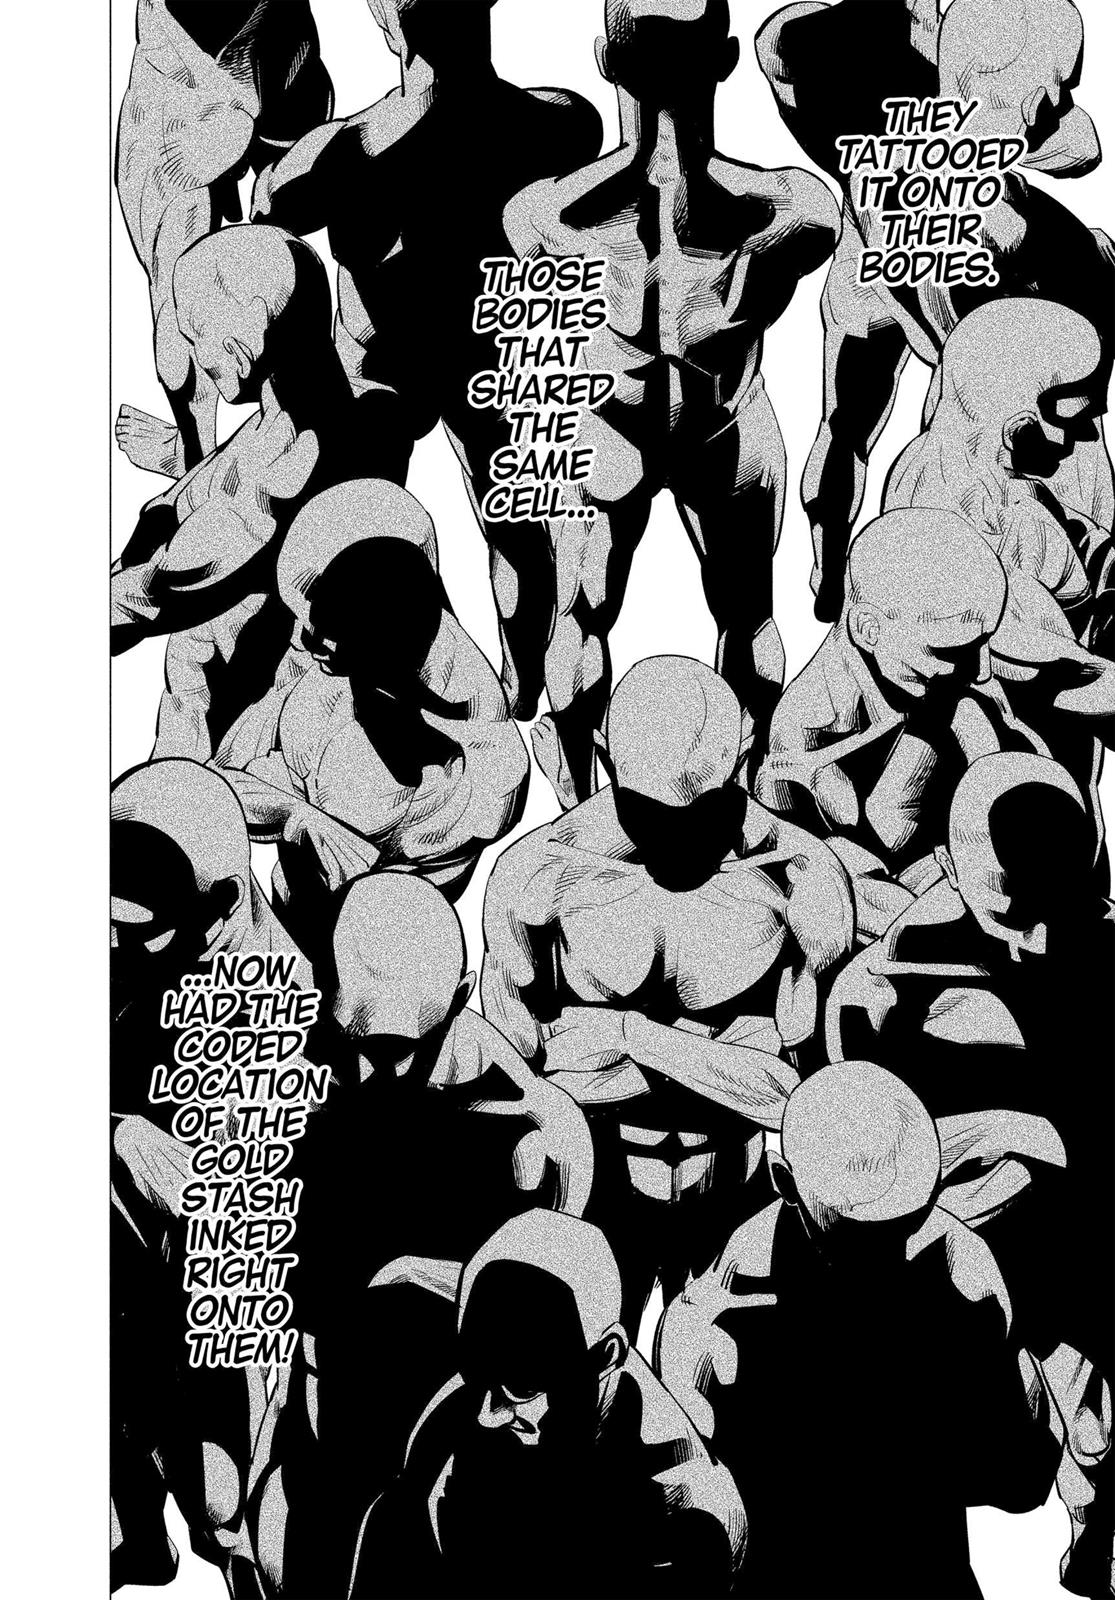 THEY
TATTOOED
IT ONTO
THEIR
BODIES.
THOSE
BODIES
THAT
SHARED
THE
SAME
CELL...
...NOW
HAD THE
CODED
LOCATION
OF THE
GOLD
STASH
INKED
RIGHT
ONTO
THEM!